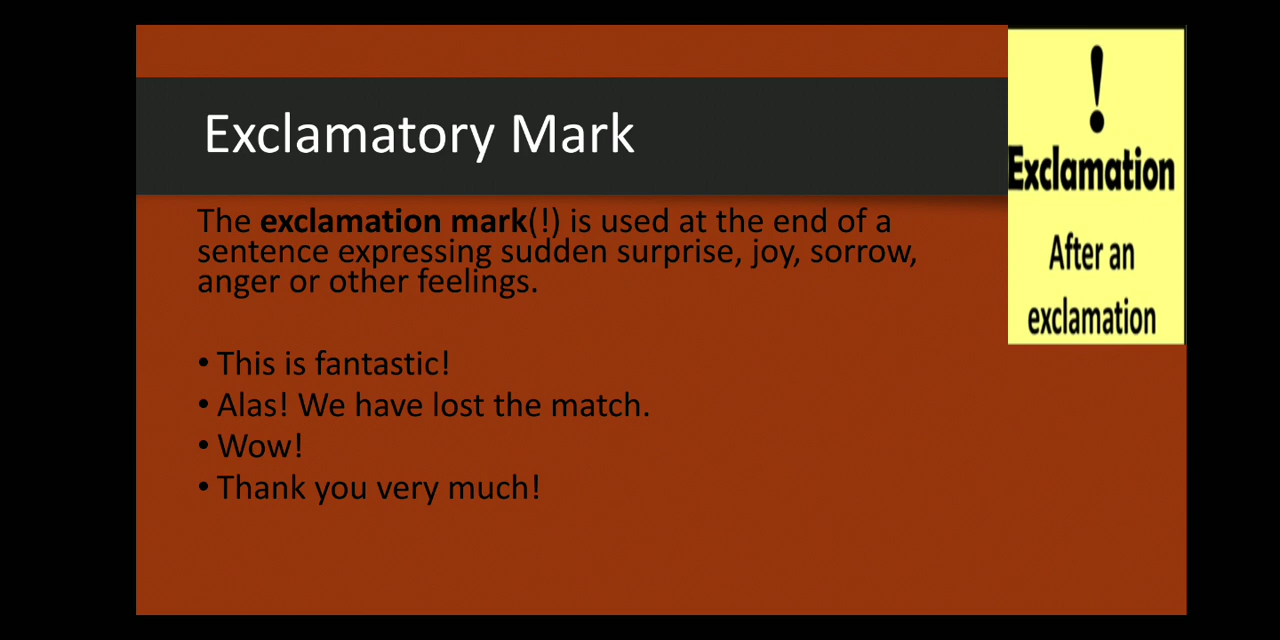 Exclamatory Mark
The exclamation mark(!) is used at the end of a
sentence expressing sudden surprise, joy, sorrow,
anger or other feelings.
• This is fantastic!
• Alas! We have lost the match.
• Wow!
• Thank you very much!
!
Exclamation
After an
exclamation